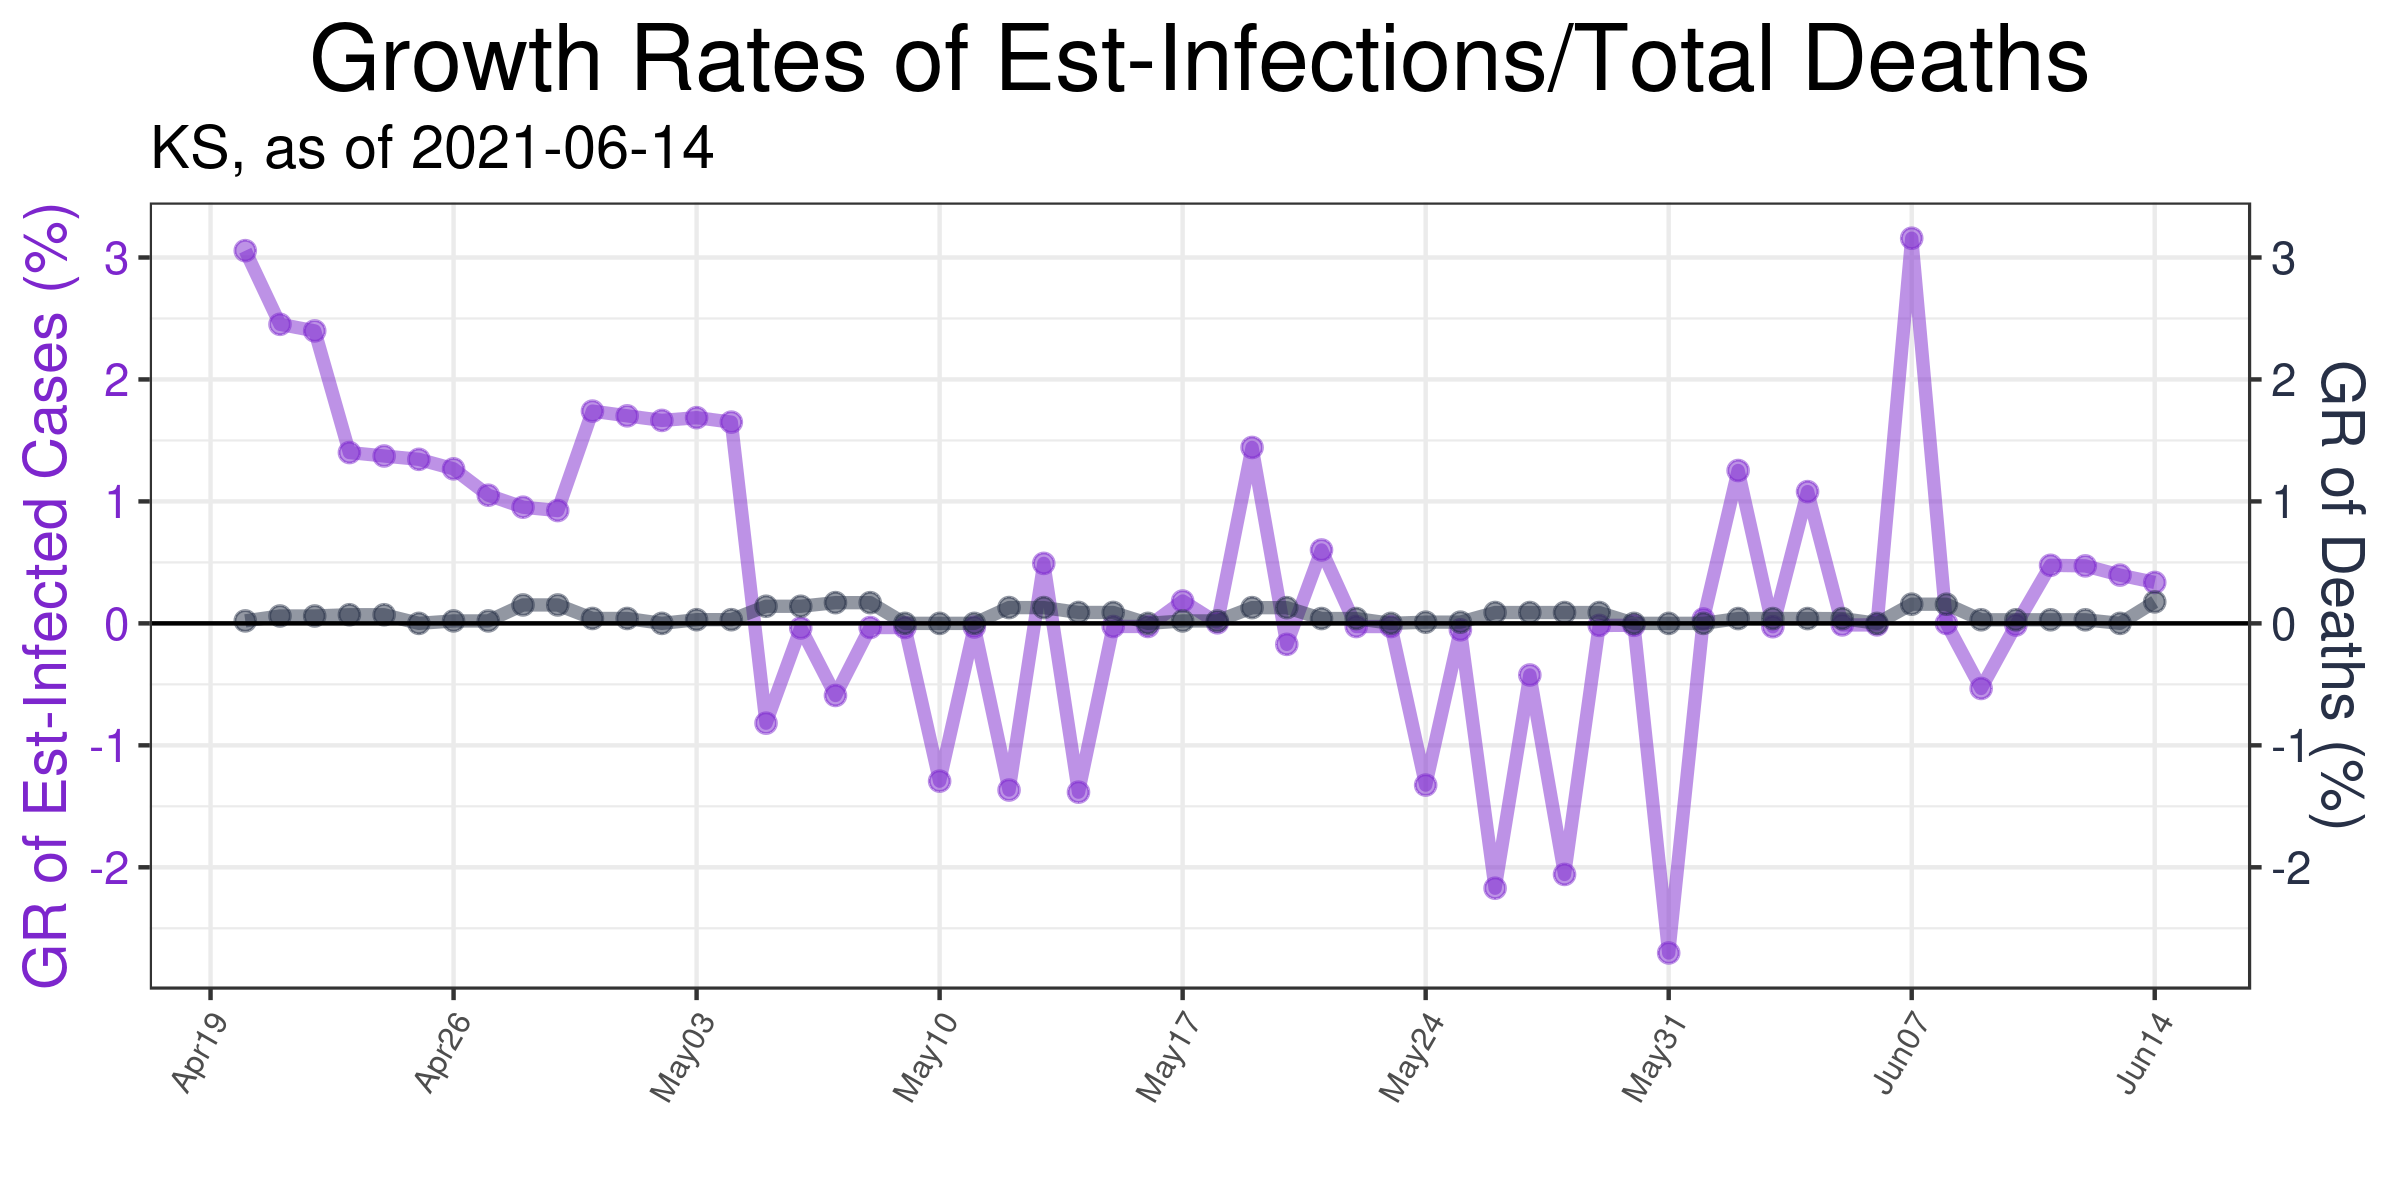 Growth Rates of Est-Infections/Total Deaths
KS, as of 2021-06-14
GR of Est-Infected Cases (%)
3
2
1
0
-1
-2
3
2
1
0
-1
-2
GR of Deaths (%)
Apr19
Apr26
May03
May10
May17
May24
May31
Jun07
Jun14